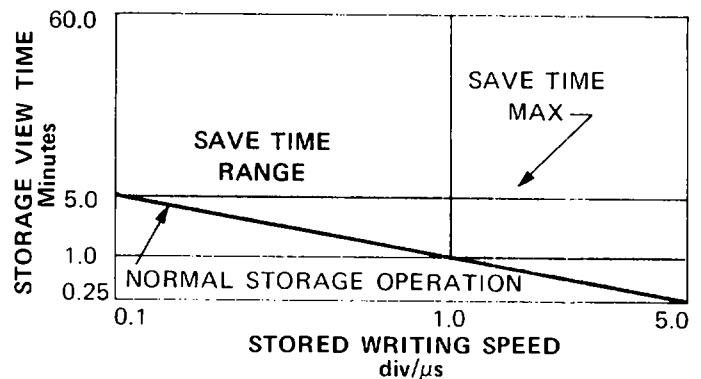 60.0
STORAGE VIEW TIME
Minutes
SAVE TIME
MAX
SAVE TIME
RANGE
5.0
1.0
NORMAL STORAGE OPERATION
0.25
0.1 1.0 5.0
STORED WRITING SPEED
div/μs